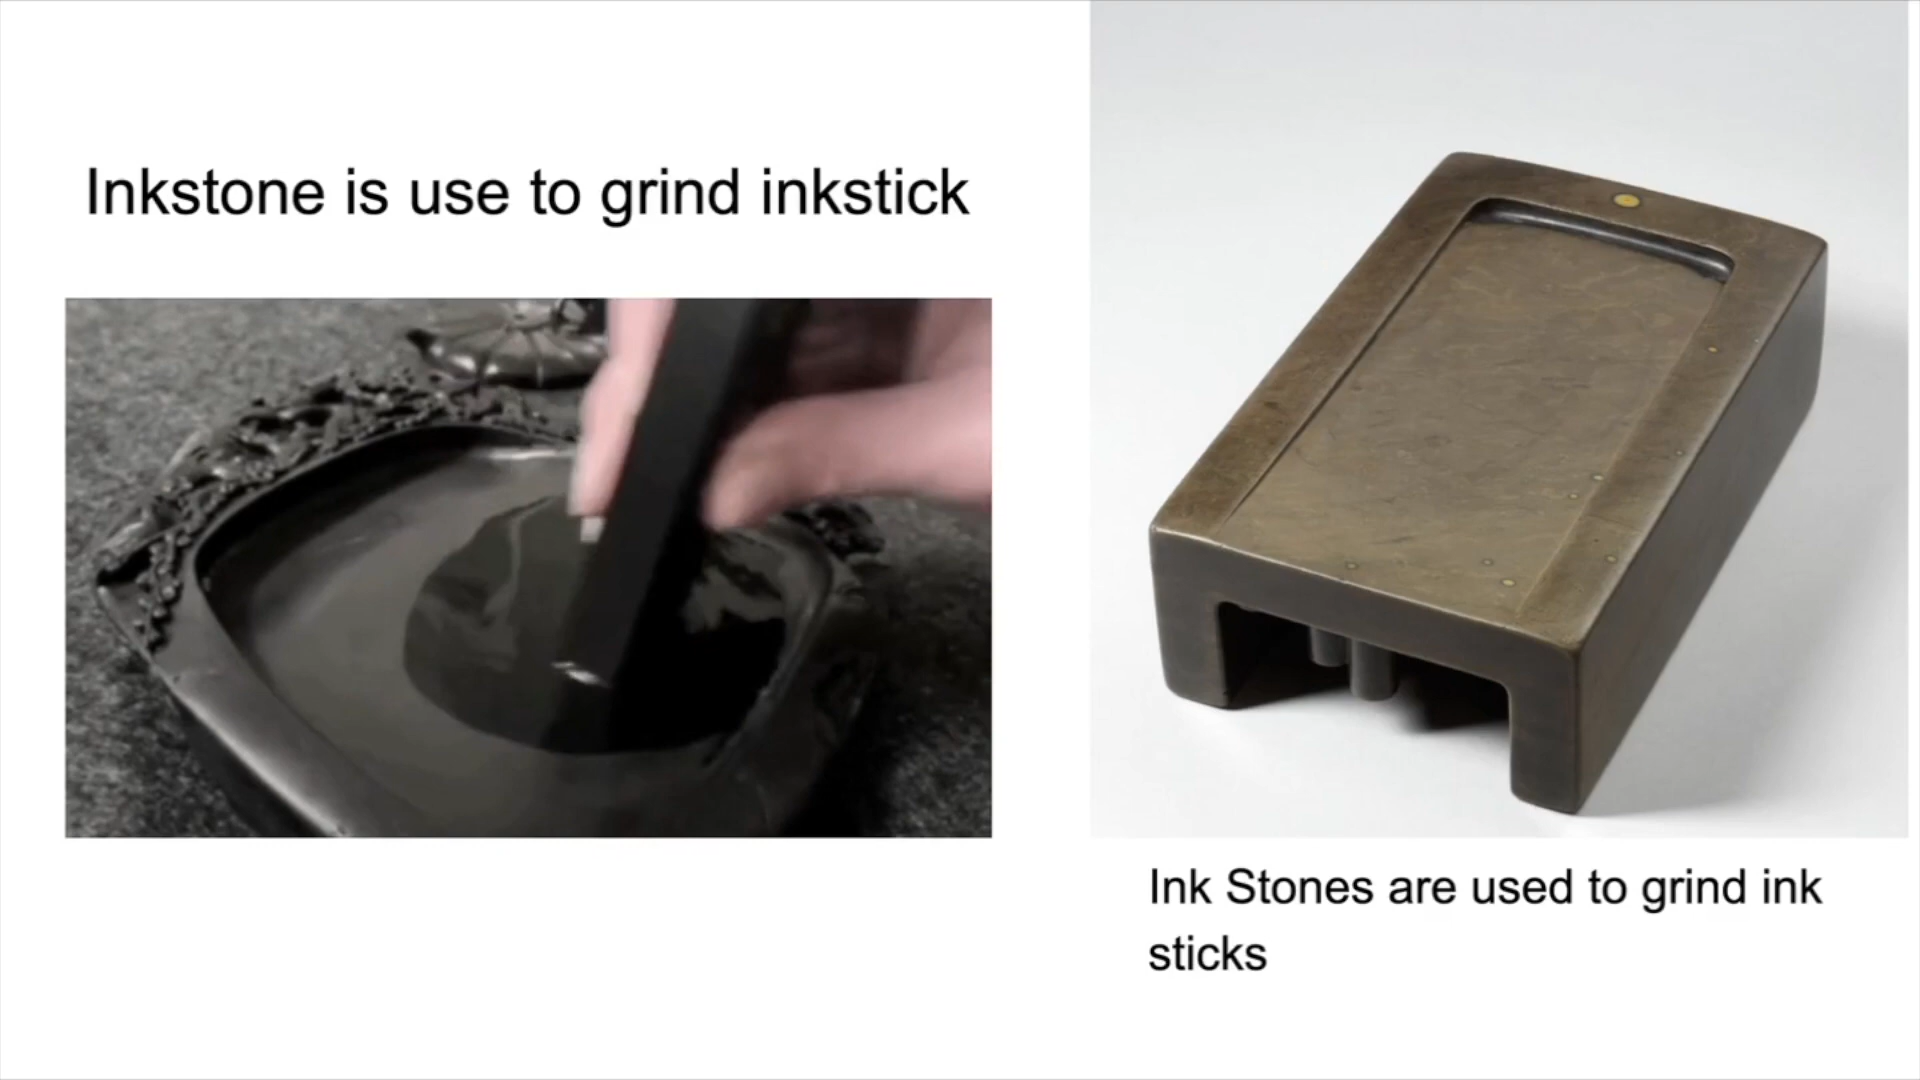 Inkstone is use to grind inkstick
Ink Stones are used to grind ink
sticks